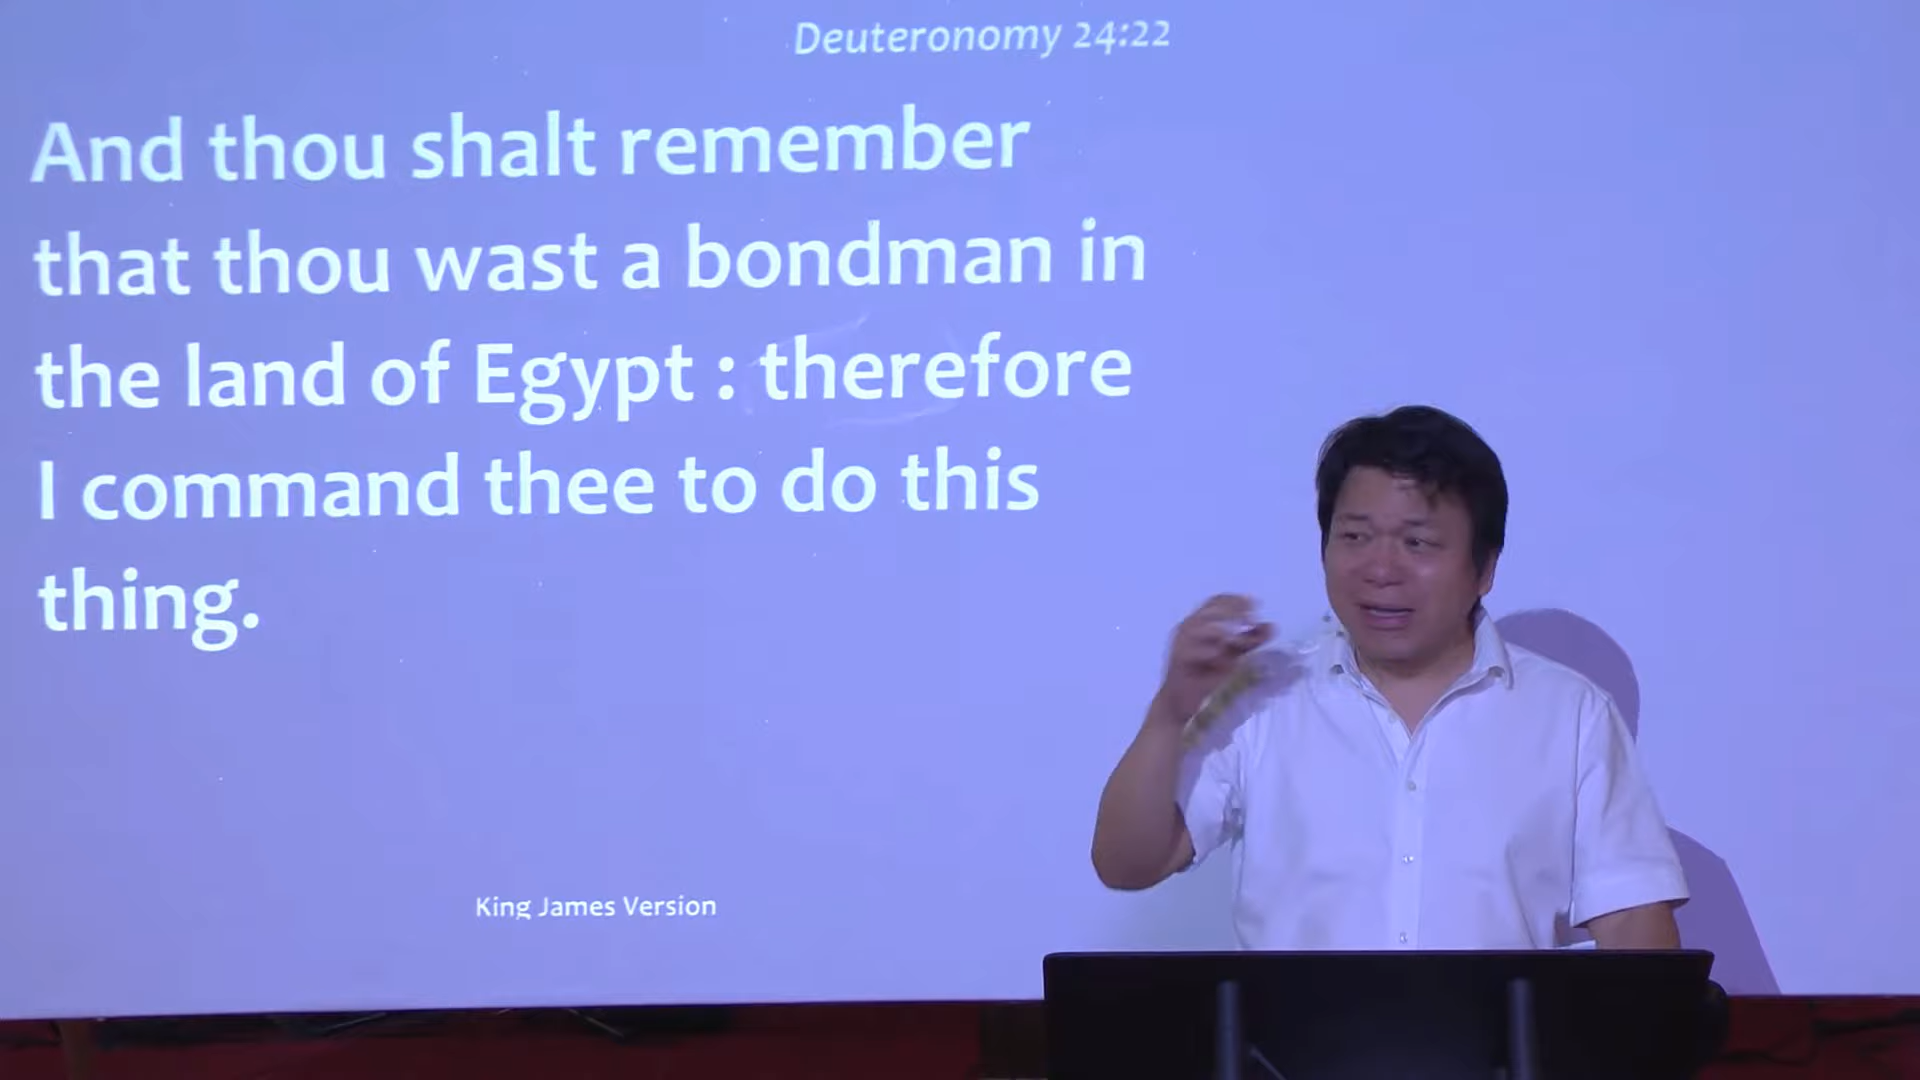 Deuteronomy 24:22
And thou shalt remember
that thou wast a bondman in
the land of Egypt : therefore
I command thee to do this
thing.
King James Version